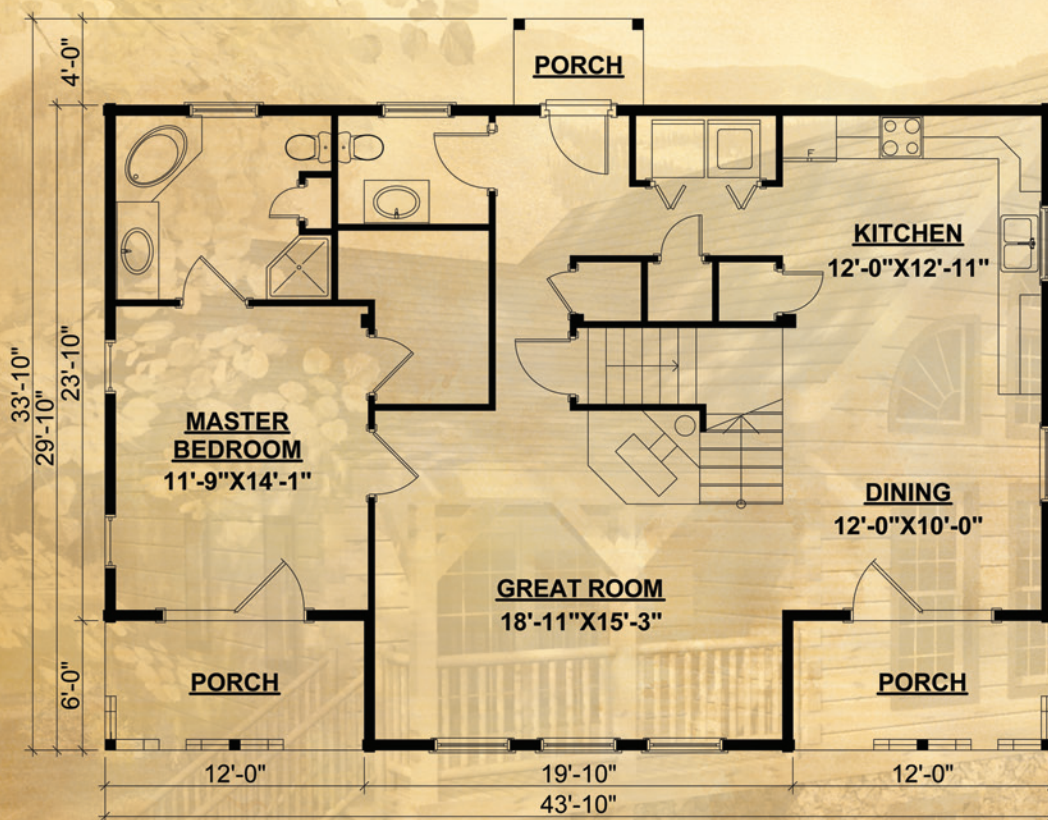 4'-0"
PORCH
KITCHEN
12'-0"X12'-11"
F
33'-10"
29'-10"
23'-10"
MASTER
BEDROOM
11'-9"X14'-1"
DINING
12'-0"X10'-0"
GREAT ROOM
18'-11"X15'-3"
6'-0"
PORCH
PORCH
12'-0"
19'-10"
12'-0"
43'-10"